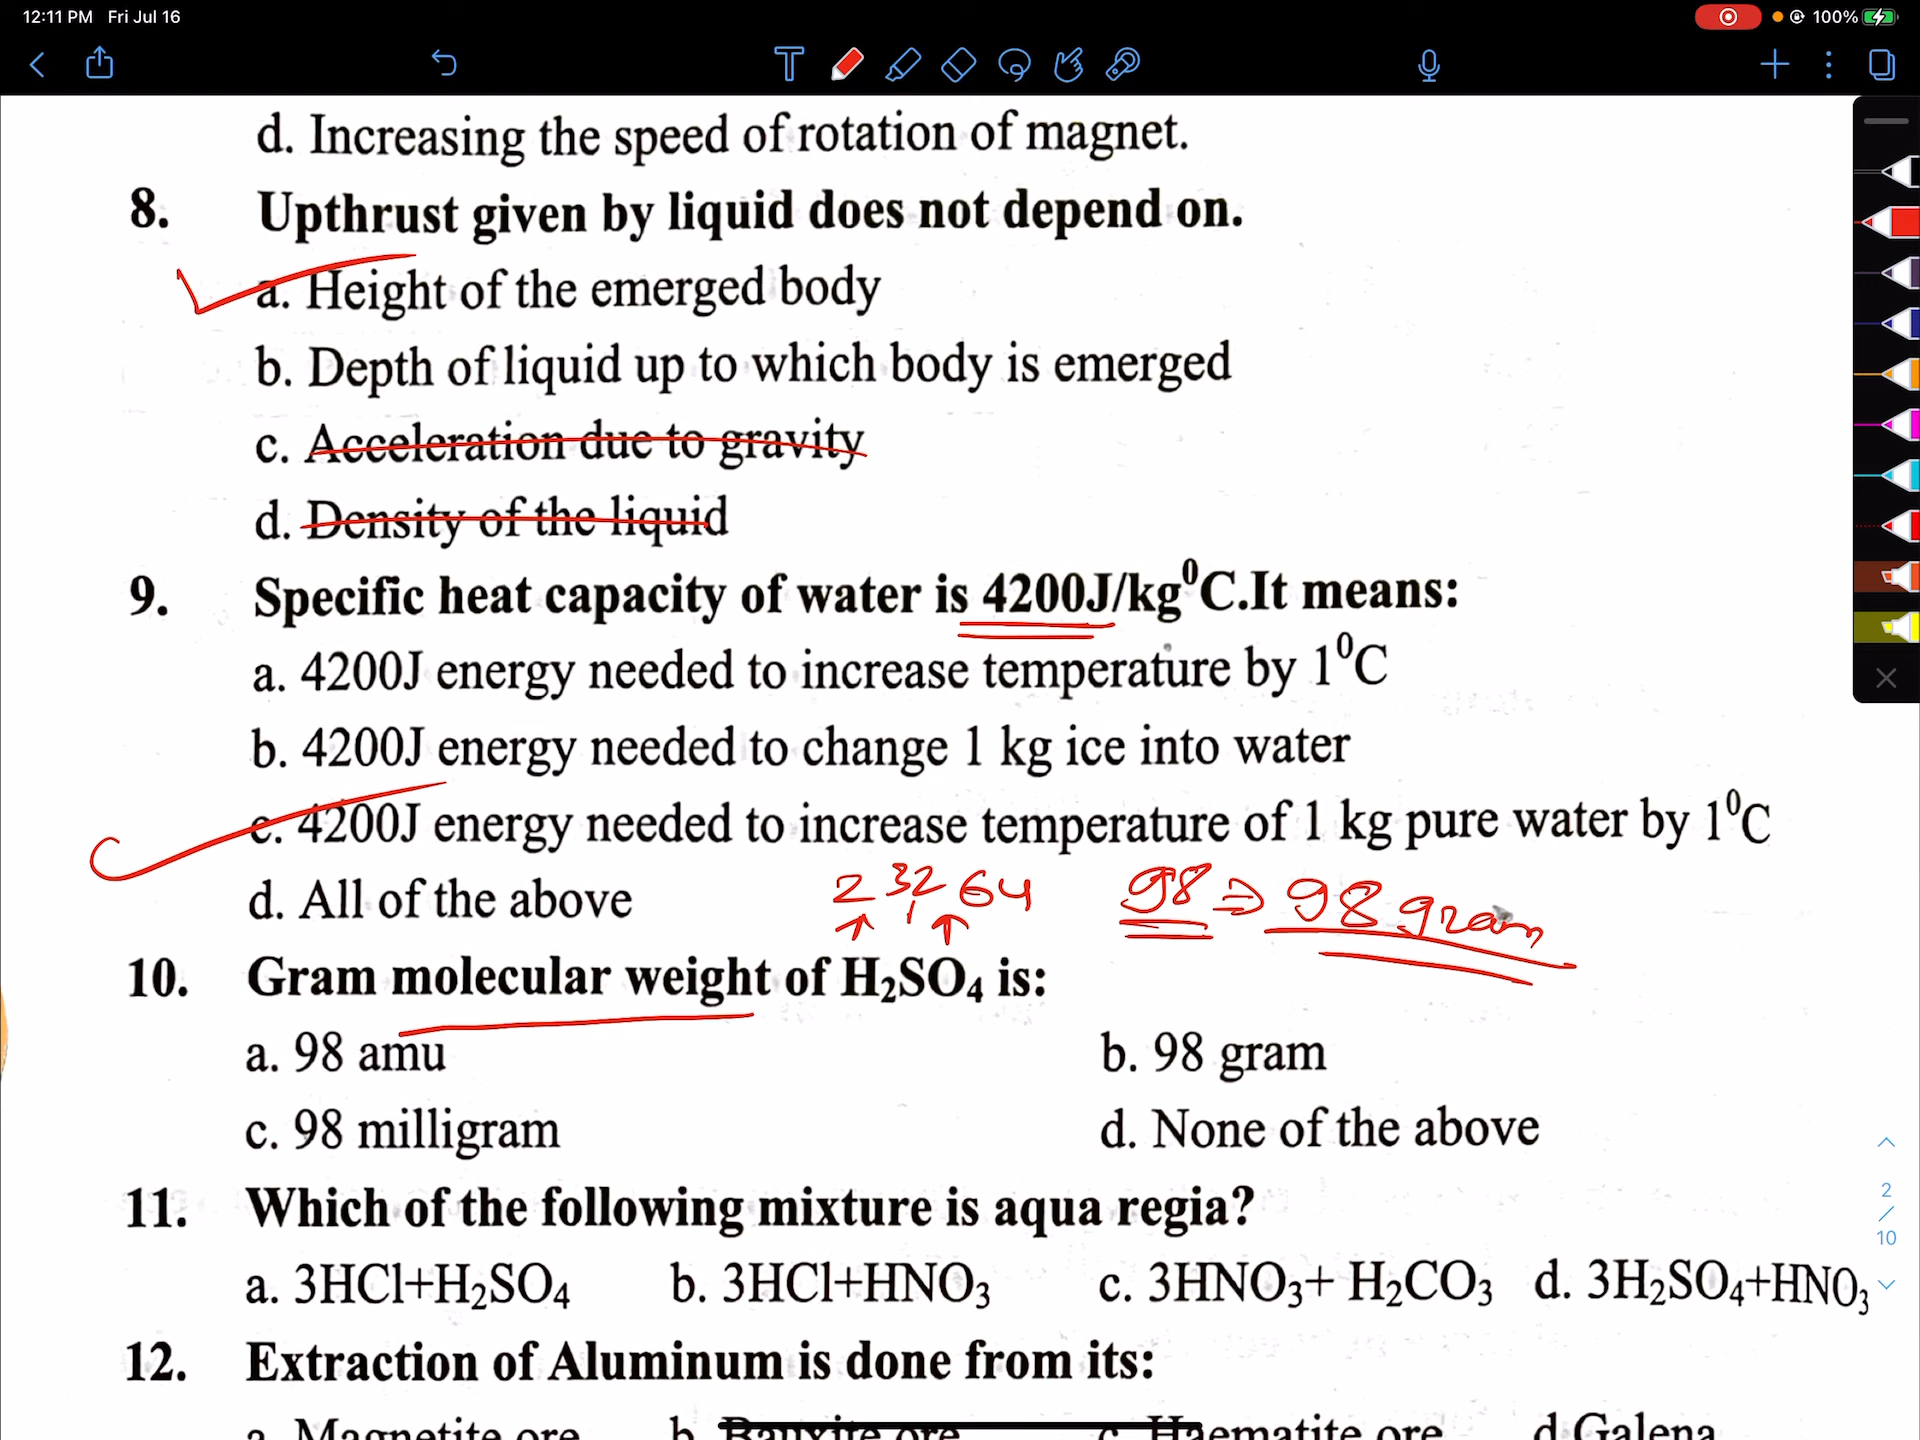 12:11 PM Fri Jul 16
100%
d. Increasing the speed of rotation of magnet.
8. Upthrust given by liquid does not depend on.
a. Height of the emerged body
b. Depth of liquid up to which body is emerged
c. Acceleration due to gravity
d. Density of the liquid
9. Specific heat capacity of water is 4200J/kg⁰C.It means:
a. 4200J energy needed to increase temperature by 1⁰C
b. 4200J energy needed to change 1 kg ice into water
c. 4200J energy needed to increase temperature of 1 kg pure water by 1⁰C
d. All of the above
2 32 64 98 ⇒ 98 gram
10. Gram molecular weight of H₂SO₄ is:
a. 98 amu b. 98 gram
c. 98 milligram d. None of the above
11. Which of the following mixture is aqua regia?
a. 3HCl+H₂SO₄ b. 3HCl+HNO₃ c. 3HNO₃+ H₂CO₃ d. 3H₂SO₄+HNO₃
12. Extraction of Aluminum is done from its:
a. Magnetite ore b. Bauxite ore c. Haematite ore d.Galena
2
/
10